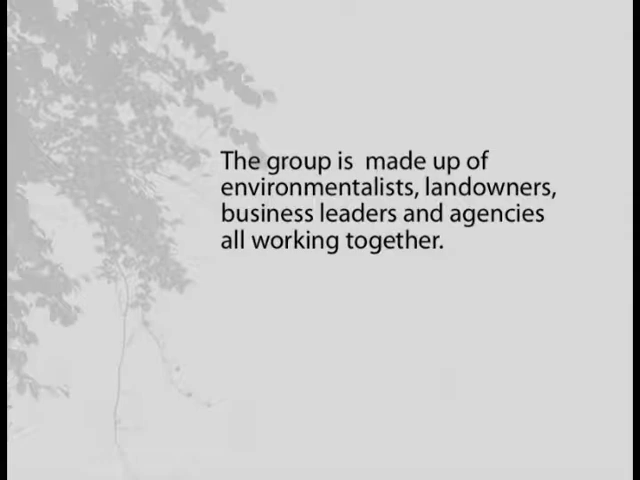 The group is  made up of
environmentalists, landowners,
business leaders and agencies
all working together.